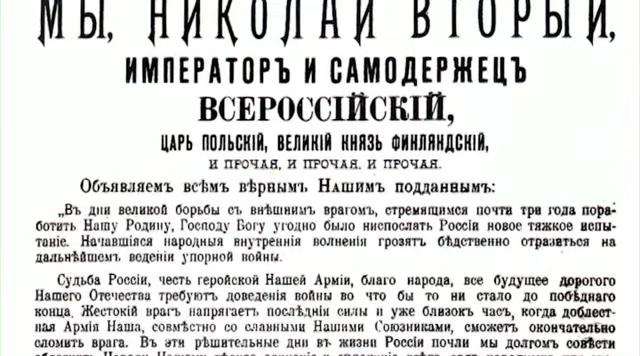 МЫ, НИКОЛАЙ ВТОРЫЙ,
ИМПЕРАТОРЪ И САМОДЕРЖЕЦЪ
ВСЕРОССІЙСКІЙ,
ЦАРЬ ПОЛЬСКІЙ, ВЕЛИКІЙ КНЯЗЬ ФИНЛЯНДСКІЙ,
И ПРОЧАЯ, И ПРОЧАЯ, И ПРОЧАЯ.
Объявляемъ всѣмъ вѣрнымъ Нашимъ подданнымъ:
„Въ дни великой борьбы съ внѣшнимъ врагомъ, стремящимся почти три года пора-
ботить Нашу Родину, Господу Богу угодно было ниспослать Россіи новое тяжкое испы-
таніе. Начавшіяся народныя внутреннія волненія грозятъ бѣдственно отразиться на
дальнѣйшемъ веденіи упорной войны.
Судьба Россіи, честь геройской Нашей Арміи, благо народа, все будущее дорогого
Нашего Отечества требуютъ доведенія войны во что бы то ни стало до побѣднаго
конца. Жестокій врагъ напрягаетъ послѣднія силы и уже близокъ часъ, когда доблест-
ная Армія Наша, совмѣстно со славными Нашими Союзниками, сможетъ окончательно
сломить врага. Въ эти рѣшительные дни въ жизни Россіи почли мы долгомъ совѣсти